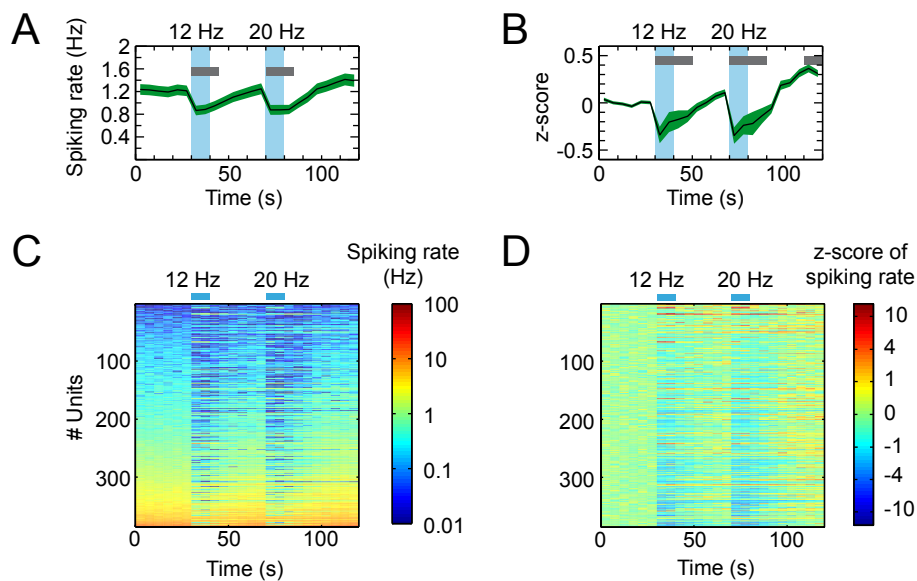 A
12 Hz 20 Hz
Spiking rate (Hz)
2
1.6
1.2
0.8
0.4
0 50 100
Time (s)
B
12 Hz 20 Hz
z-score
0.5
0
-0.5
0 50 100
Time (s)
C
12 Hz 20 Hz
Spiking rate
(Hz)
# Units
100
200
300
0 50 100
Time (s)
100
10
1
0.1
0.01
D
12 Hz 20 Hz
z-score of
spiking rate
100
200
300
0 50 100
Time (s)
10
4
1
0
-1
-4
-10